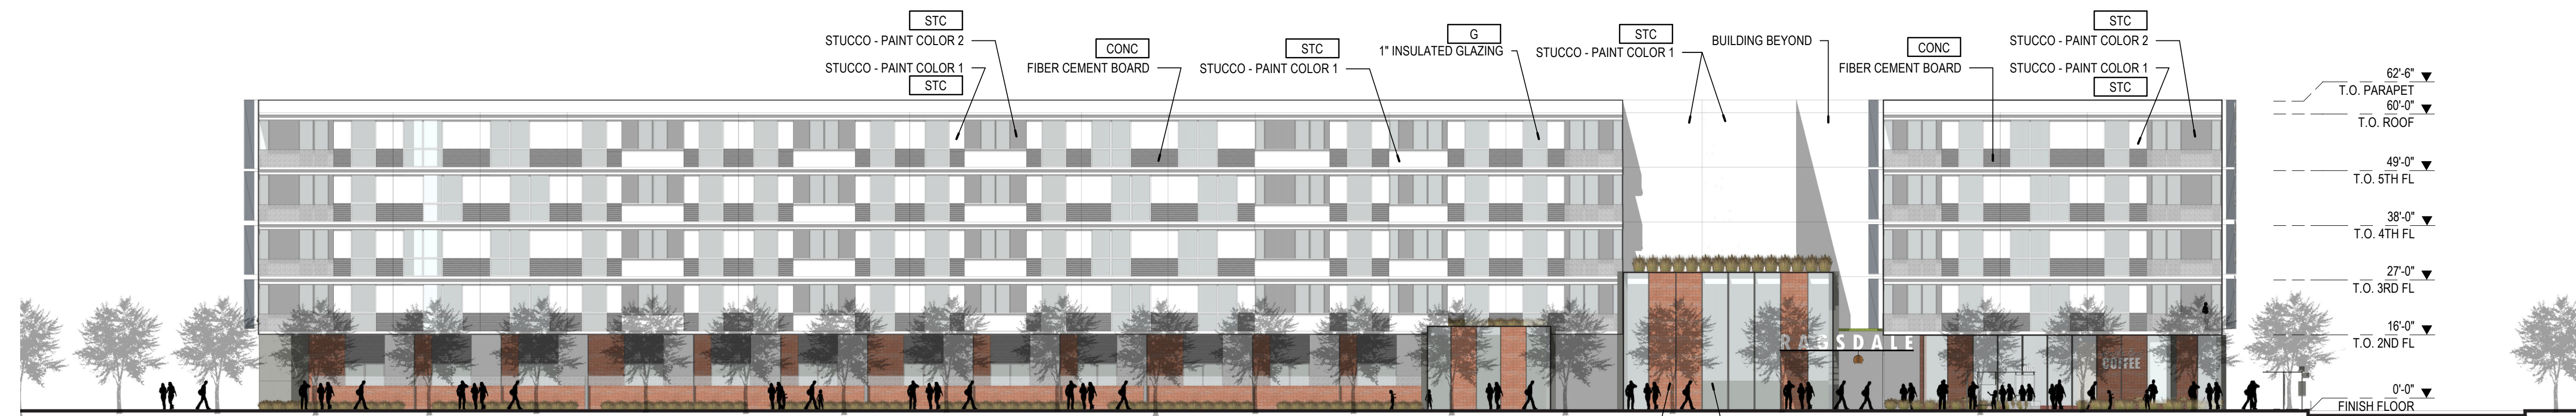 STC
STUCCO - PAINT COLOR 2
STUCCO - PAINT COLOR 1
STC
CONC
FIBER CEMENT BOARD
STC
STUCCO - PAINT COLOR 1
G
1" INSULATED GLAZING
STC
STUCCO - PAINT COLOR 1
BUILDING BEYOND
CONC
FIBER CEMENT BOARD
STC
STUCCO - PAINT COLOR 2
STUCCO - PAINT COLOR 1
STC
62'-6"
T.O. PARAPET
60'-0"
T.O. ROOF
49'-0"
T.O. 5TH FL
38'-0"
T.O. 4TH FL
27'-0"
T.O. 3RD FL
16'-0"
T.O. 2ND FL
0'-0"
FINISH FLOOR
RAGSDALE
COFFEE